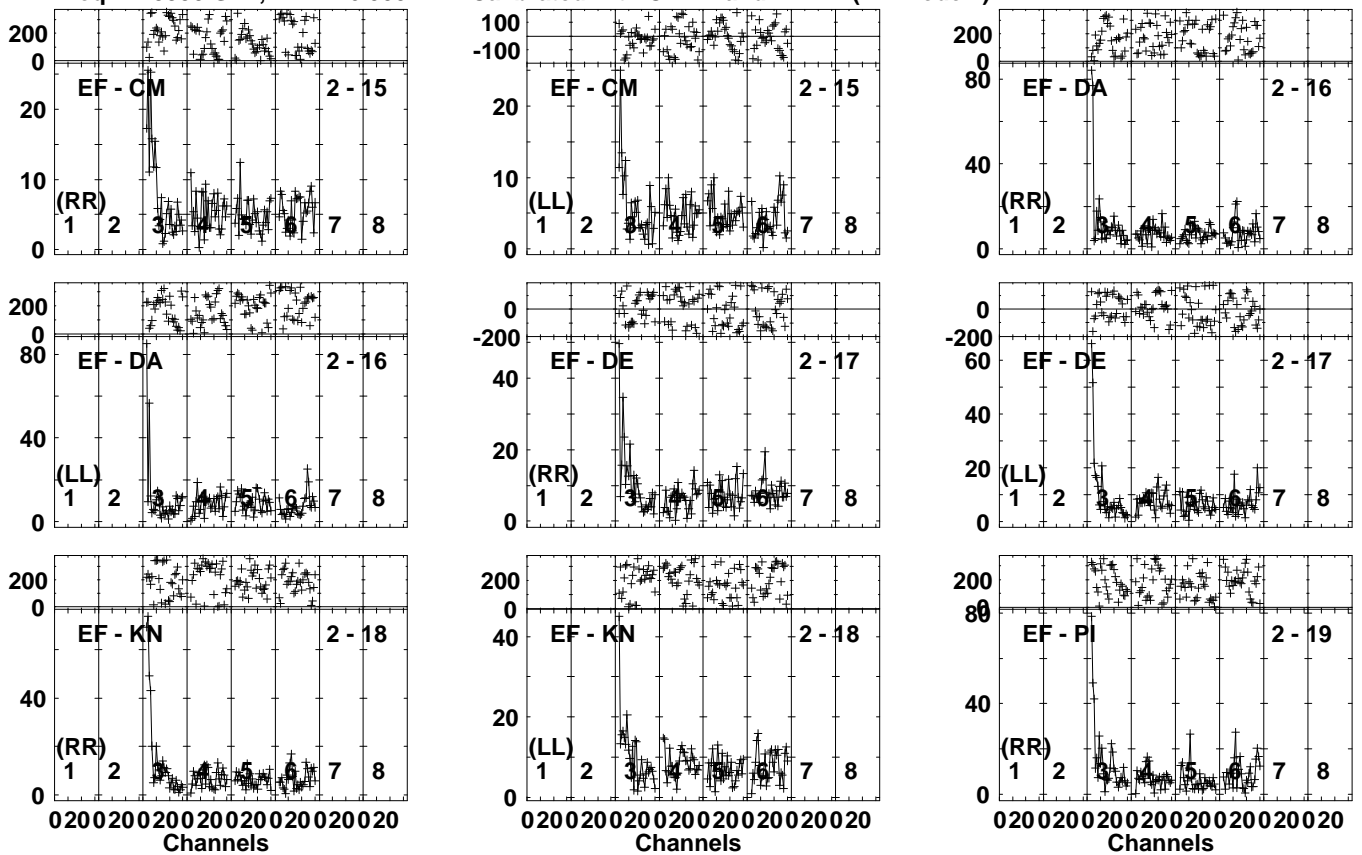 200
0
EF - CM 2 - 15
20
10
0
(RR)
1 2 3 4 5 6 7 8
100
-100
EF - CM 2 - 15
20
10
0
(LL)
1 2 3 4 5 6 7 8
200
0
80
EF - DA 2 - 16
40
0
(RR)
1 2 3 4 5 6 7 8
200
0
80
EF - DA 2 - 16
40
0
(LL)
1 2 3 4 5 6 7 8
0
-200
EF - DE 2 - 17
40
20
0
(RR)
1 2 3 4 5 6 7 8
0
-200
60
EF - DE 2 - 17
40
20
0
(LL)
1 2 3 4 5 6 7 8
200
0
EF - KN 2 - 18
40
0
(RR)
1 2 3 4 5 6 7 8
020020020020020020020020
Channels
200
0
EF - KN 2 - 18
40
20
0
(LL)
1 2 3 4 5 6 7 8
020020020020020020020020
Channels
200
0
80
EF - PI 2 - 19
40
0
(RR)
1 2 3 4 5 6 7 8
020020020020020020020020
Channels